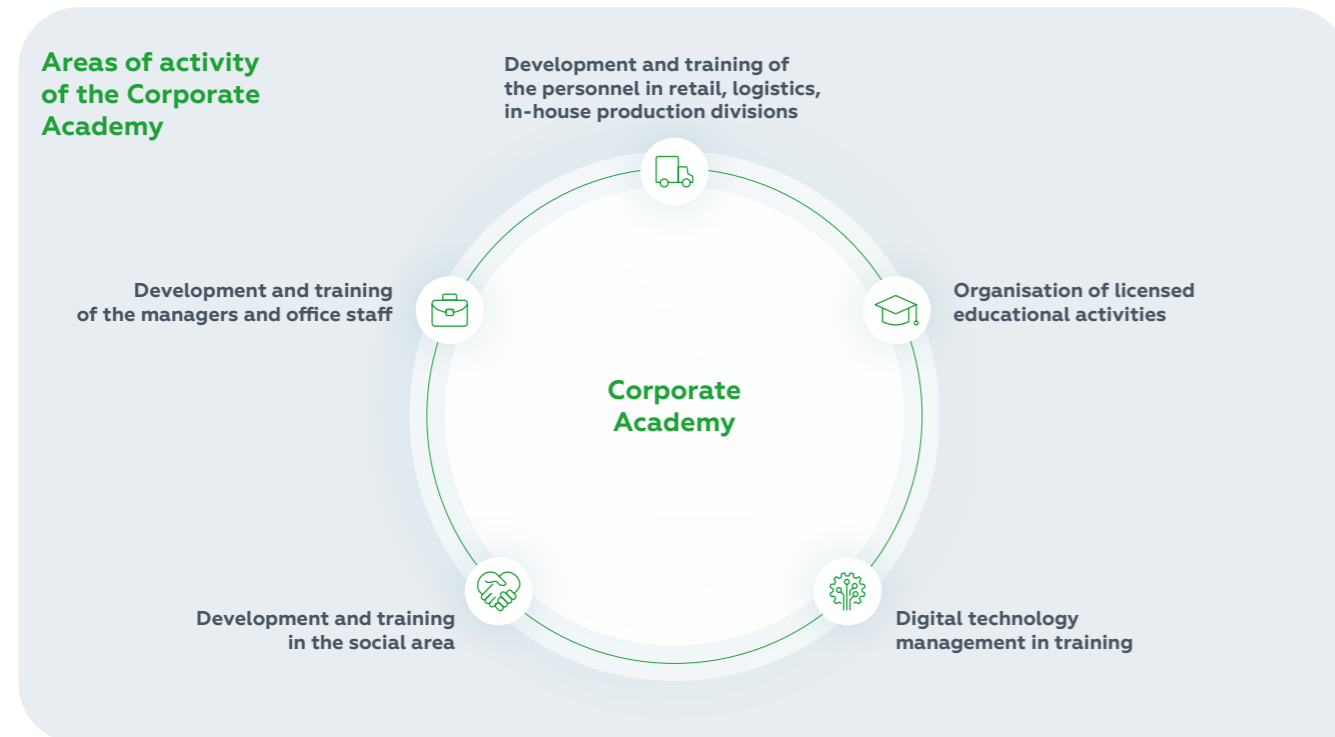 Areas of activity
of the Corporate
Academy
Development and training of
the personnel in retail, logistics,
in-house production divisions
Development and training
of the managers and office staff
Organisation of licensed
educational activities
Corporate
Academy
Development and training
in the social area
Digital technology
management in training